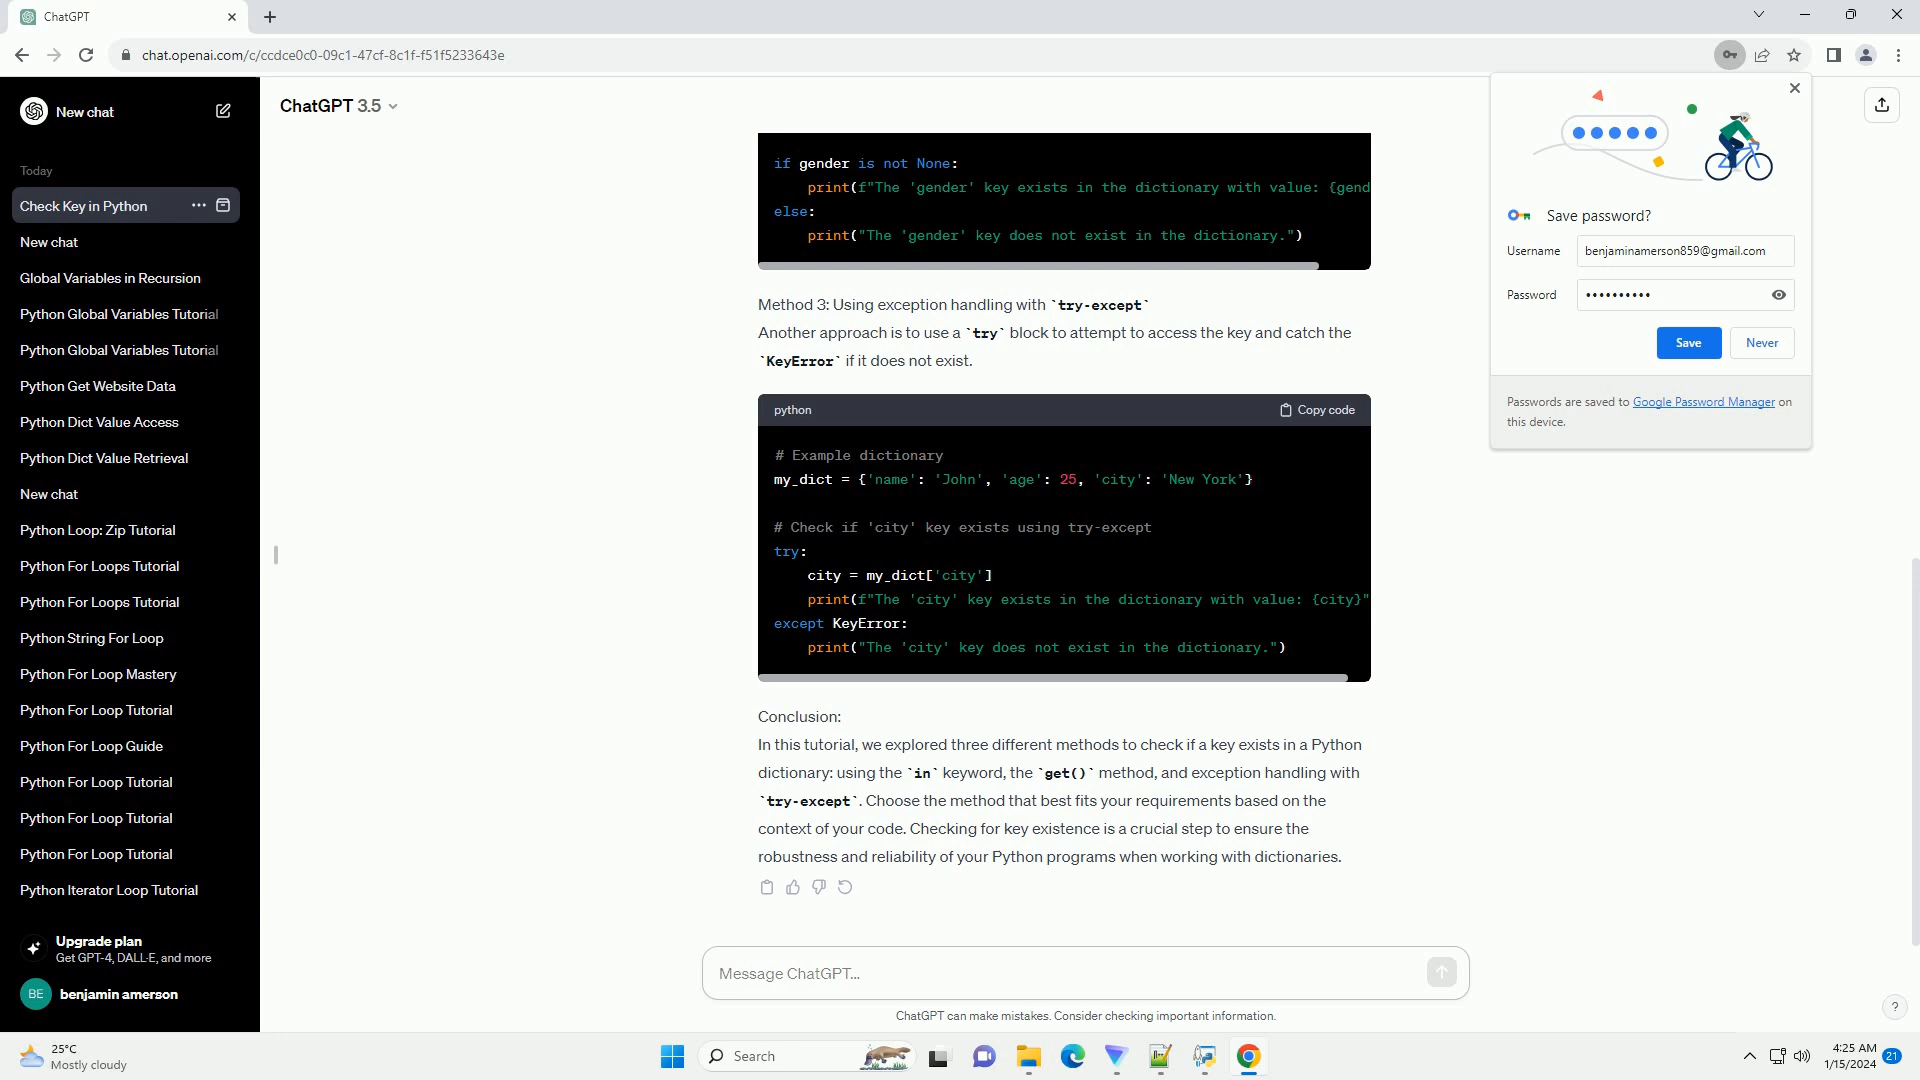 ChatGPT
chat.openai.com/c/ccdce0c0-09c1-47cf-8c1f-f51f5233643e
New chat
Today
Check Key in Python
New chat
Global Variables in Recursion
Python Global Variables Tutorial
Python Global Variables Tutorial
Python Get Website Data
Python Dict Value Access
Python Dict Value Retrieval
New chat
Python Loop: Zip Tutorial
Python For Loops Tutorial
Python For Loops Tutorial
Python String For Loop
Python For Loop Mastery
Python For Loop Tutorial
Python For Loop Guide
Python For Loop Tutorial
Python For Loop Tutorial
Python For Loop Tutorial
Python Iterator Loop Tutorial
Upgrade plan
Get GPT-4, DALL·E, and more
BE
benjamin amerson
ChatGPT 3.5
if gender is not None:
print(f"The 'gender' key exists in the dictionary with value: {gend
else:
print("The 'gender' key does not exist in the dictionary.")
Method 3: Using exception handling with `try-except`
Another approach is to use a `try` block to attempt to access the key and catch the
`KeyError` if it does not exist.
python
Copy code
# Example dictionary
my_dict = {'name': 'John', 'age': 25, 'city': 'New York'}
# Check if 'city' key exists using try-except
try:
city = my_dict['city']
print(f"The 'city' key exists in the dictionary with value: {city}"
except KeyError:
print("The 'city' key does not exist in the dictionary.")
Conclusion:
In this tutorial, we explored three different methods to check if a key exists in a Python
dictionary: using the `in` keyword, the `get()` method, and exception handling with
`try-except`. Choose the method that best fits your requirements based on the
context of your code. Checking for key existence is a crucial step to ensure the
robustness and reliability of your Python programs when working with dictionaries.
Message ChatGPT...
ChatGPT can make mistakes. Consider checking important information.
Save password?
Username
benjaminamerson859@gmail.com
Password
••••••••••
Save
Never
Passwords are saved to Google Password Manager on
this device.
?
25°C
Mostly cloudy
Search
4:25 AM
1/15/2024
21